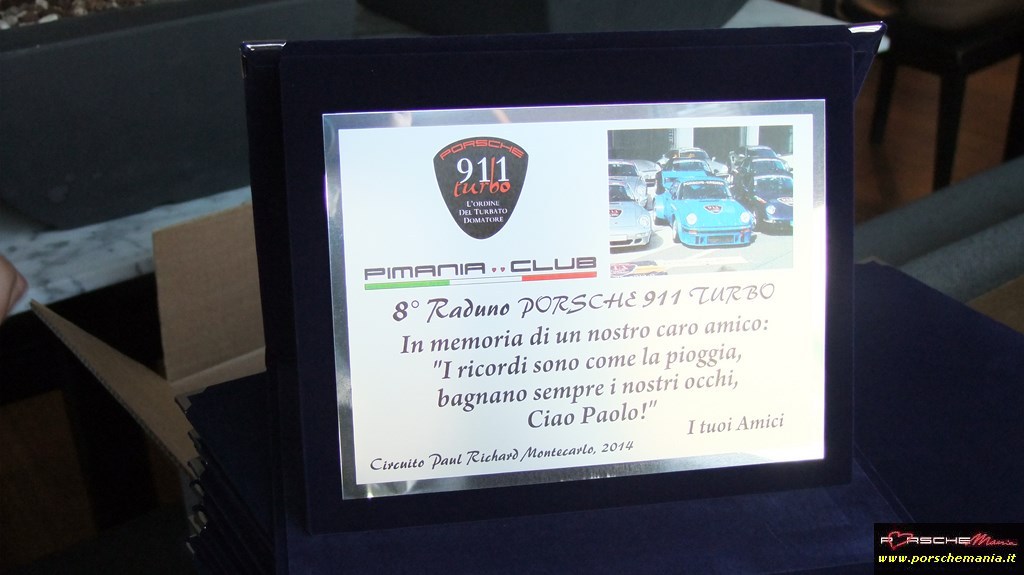 PORSCHE
911
turbo
L'ORDINE
DEL TURBATO
DOMATORE
PIMANIA CLUB
8° Raduno PORSCHE 911 TURBO
In memoria di un nostro caro amico:
"I ricordi sono come la pioggia,
bagnano sempre i nostri occhi,
Ciao Paolo!"
I tuoi Amici
Circuito Paul Richard Montecarlo, 2014
PORSCHE Mania
www.porschemania.it